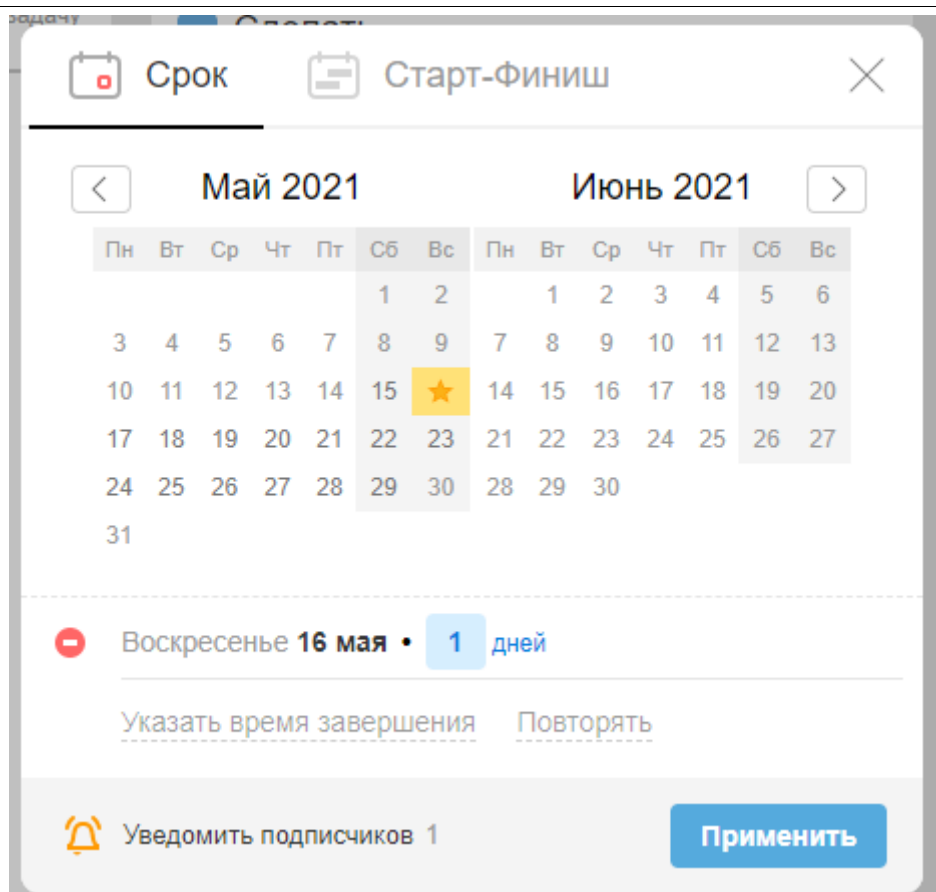 задачу Сделать
Срок Старт-Финиш
Май 2021 Июнь 2021
Пн Вт Ср Чт Пт Сб Вс Пн Вт Ср Чт Пт Сб Вс
1 2 1 2 3 4 5 6
3 4 5 6 7 8 9 7 8 9 10 11 12 13
10 11 12 13 14 15 14 15 16 17 18 19 20
17 18 19 20 21 22 23 21 22 23 24 25 26 27
24 25 26 27 28 29 30 28 29 30
31
Воскресенье 16 мая • 1 дней
Указать время завершения Повторять
Уведомить подписчиков 1 Применить